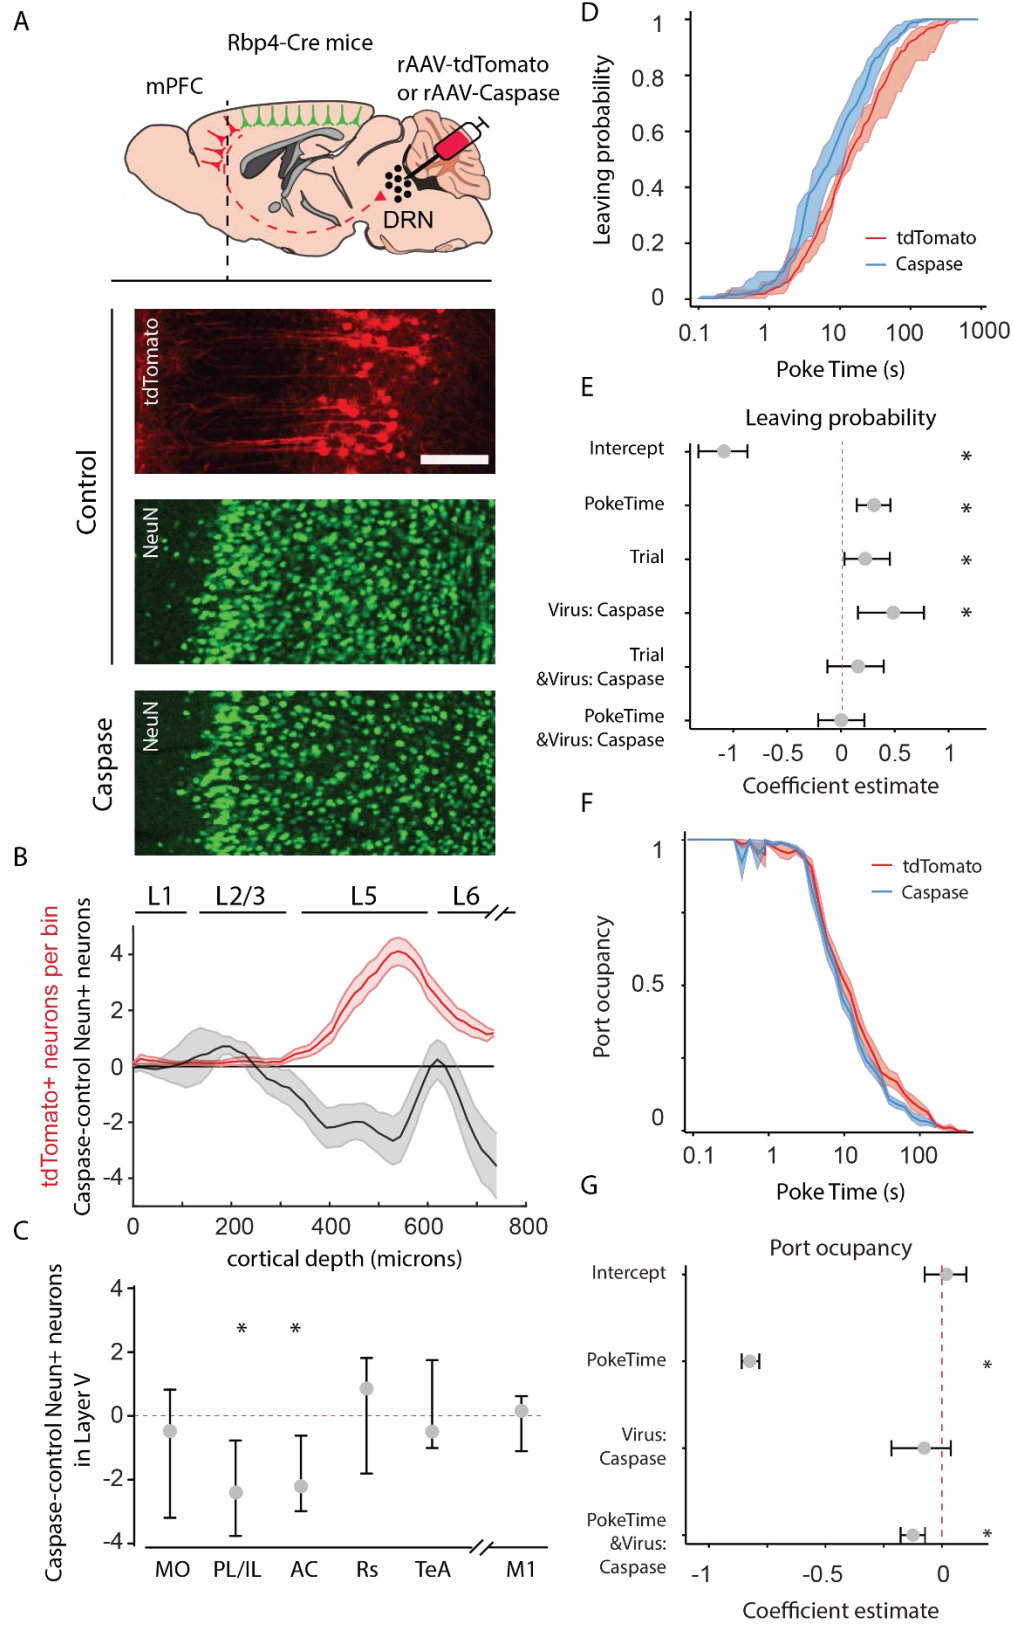 A
Rbp4-Cre mice
mPFC
rAAV-tdTomato
or rAAV-Caspase
DRN
Control
tdTomato
NeuN
Caspase
NeuN
B
L1
L2/3
L5
L6
tdTomato+ neurons per bin
Caspase-control Neun+ neurons
4
2
0
-2
-4
0
200
400
600
800
cortical depth (microns)
C
Caspase-control Neun+ neurons
in Layer V
4
2
0
-2
-4
*
*
MO
PL/IL
AC
Rs
TeA
M1
D
Leaving probability
1
0.8
0.6
0.4
0.2
0
tdTomato
Caspase
0.1
1
10
100
1000
Poke Time (s)
E
Leaving probability
Intercept
*
PokeTime
*
Trial
*
Virus: Caspase
*
Trial
&Virus: Caspase
PokeTime
&Virus: Caspase
-1
-0.5
0
0.5
1
Coefficient estimate
F
Port ocupancy
1
0.5
0
tdTomato
Caspase
0.1
1
10
100
Poke Time (s)
G
Port ocupancy
Intercept
PokeTime
*
Virus:
Caspase
PokeTime
&Virus:
Caspase
*
-1
-0.5
0
Coefficient estimate